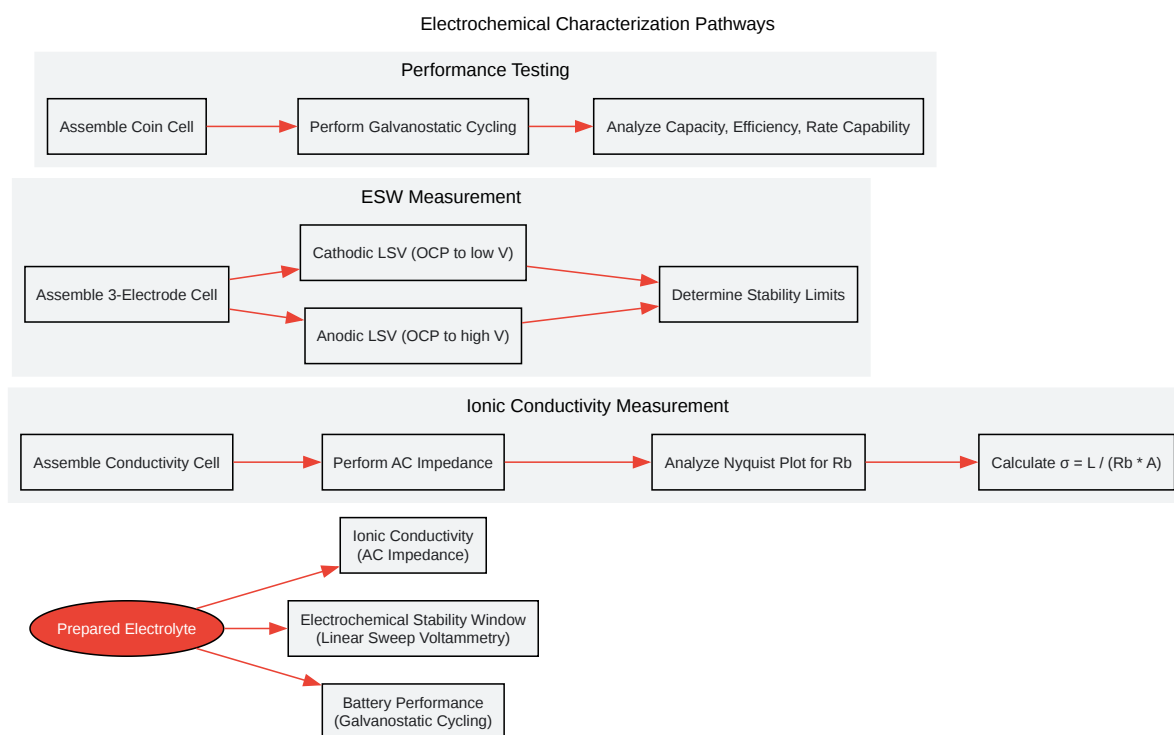 Electrochemical Characterization Pathways
Performance Testing
Assemble Coin Cell
Perform Galvanostatic Cycling
Analyze Capacity, Efficiency, Rate Capability
ESW Measurement
Assemble 3-Electrode Cell
Cathodic LSV (OCP to low V)
Anodic LSV (OCP to high V)
Determine Stability Limits
Ionic Conductivity Measurement
Assemble Conductivity Cell
Perform AC Impedance
Analyze Nyquist Plot for Rb
Calculate σ = L / (Rb * A)
Prepared Electrolyte
Ionic Conductivity
(AC Impedance)
Electrochemical Stability Window
(Linear Sweep Voltammetry)
Battery Performance
(Galvanostatic Cycling)